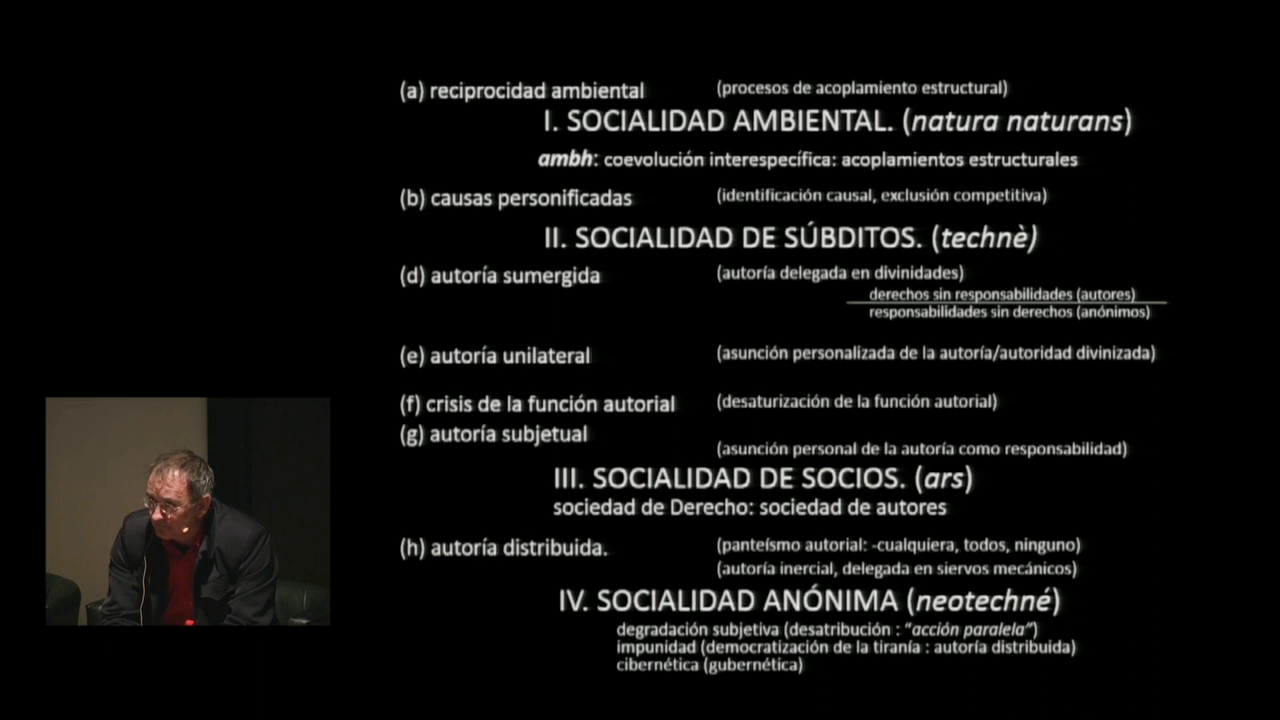 (a) reciprocidad ambiental (procesos de acoplamiento estructural)
I. SOCIALIDAD AMBIENTAL. (natura naturans)
ambh: coevolución interespecífica: acoplamientos estructurales
(b) causas personificadas (identificación causal, exclusión competitiva)
II. SOCIALIDAD DE SÚBDITOS. (technè)
(d) autoría sumergida (autoría delegada en divinidades)
derechos sin responsabilidades (autores)
responsabilidades sin derechos (anónimos)
(e) autoría unilateral (asunción personalizada de la autoría/autoridad divinizada)
(f) crisis de la función autorial (desaturización de la función autorial)
(g) autoría subjetual
(asunción personal de la autoría como responsabilidad)
III. SOCIALIDAD DE SOCIOS. (ars)
sociedad de Derecho: sociedad de autores
(h) autoría distribuida. (panteísmo autorial: -cualquiera, todos, ninguno)
(autoría inercial, delegada en siervos mecánicos)
IV. SOCIALIDAD ANÓNIMA (neotechné)
degradación subjetiva (desatribución : “acción paralela”)
impunidad (democratización de la tiranía : autoría distribuida)
cibernética (gubernética)